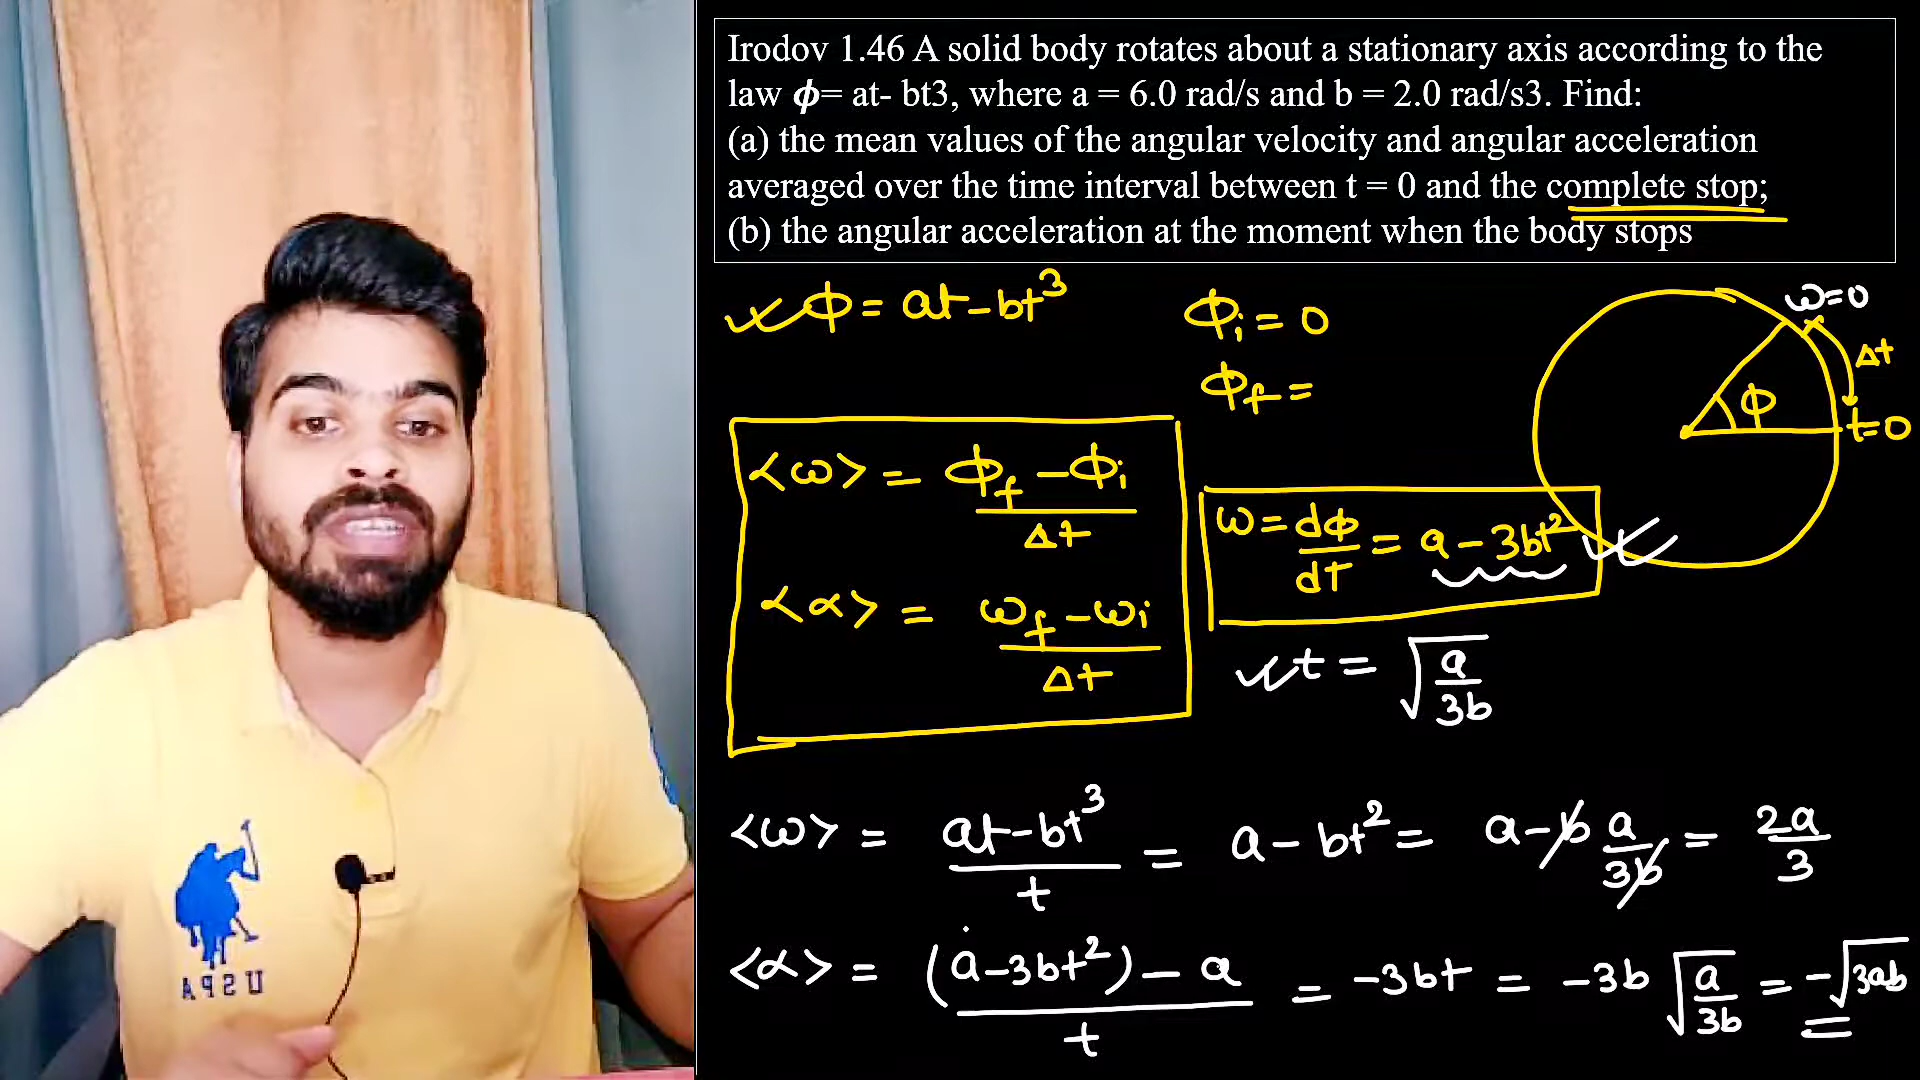 Irodov 1.46 A solid body rotates about a stationary axis according to the
law ϕ= at- bt3, where a = 6.0 rad/s and b = 2.0 rad/s3. Find:
(a) the mean values of the angular velocity and angular acceleration
averaged over the time interval between t = 0 and the complete stop;
(b) the angular acceleration at the moment when the body stops
ϕ = at - bt³
ϕi = 0
ϕf =
ω=0
Δt
ϕ
t=0
<ω> = (ϕf - ϕi)/Δt
ω = dϕ/dt = a - 3bt²
<α> = (ωf - ωi)/Δt
t = √(a/3b)
<ω> = (at - bt³)/t = a - bt² = a - b a/3b = 2a/3
<α> = ((a - 3bt²) - a)/t = -3bt = -3b √(a/3b) = -√3ab
USPA